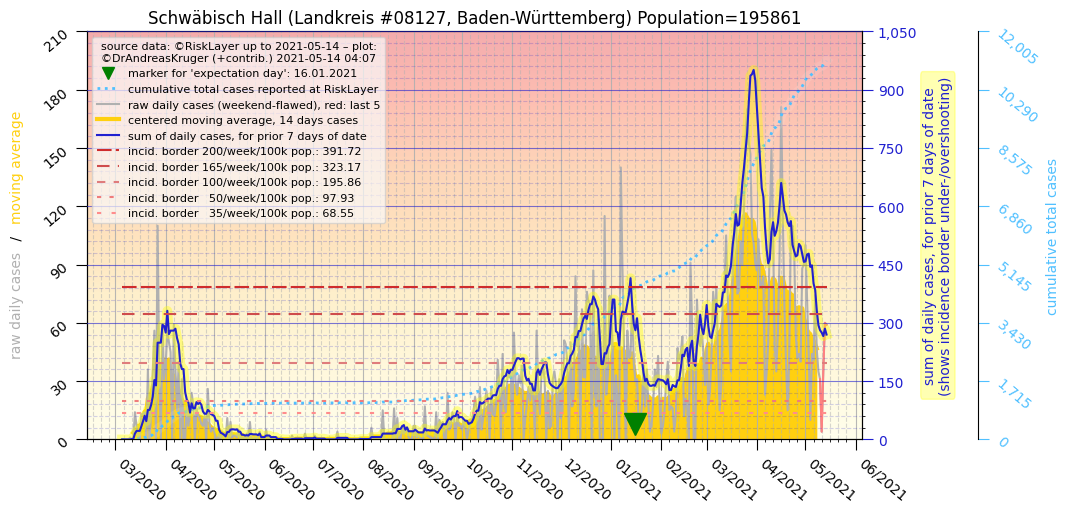 Schwäbisch Hall (Landkreis #08127, Baden-Württemberg) Population=195861
source data: ©RiskLayer up to 2021-05-14 – plot:
©DrAndreasKruger (+contrib.) 2021-05-14 04:07
marker for 'expectation day': 16.01.2021
cumulative total cases reported at RiskLayer
raw daily cases (weekend-flawed), red: last 5
centered moving average, 14 days cases
sum of daily cases, for prior 7 days of date
incid. border 200/week/100k pop.: 391.72
incid. border 165/week/100k pop.: 323.17
incid. border 100/week/100k pop.: 195.86
incid. border   50/week/100k pop.: 97.93
incid. border   35/week/100k pop.: 68.55
raw daily cases / moving average
210
180
150
120
90
60
30
0
03/2020
04/2020
05/2020
06/2020
07/2020
08/2020
09/2020
10/2020
11/2020
12/2020
01/2021
02/2021
03/2021
04/2021
05/2021
06/2021
1,050
900
750
600
450
300
150
0
sum of daily cases, for prior 7 days of date
(shows incidence border under-/overshooting)
12,005
10,290
8,575
6,860
5,145
3,430
1,715
0
cumulative total cases